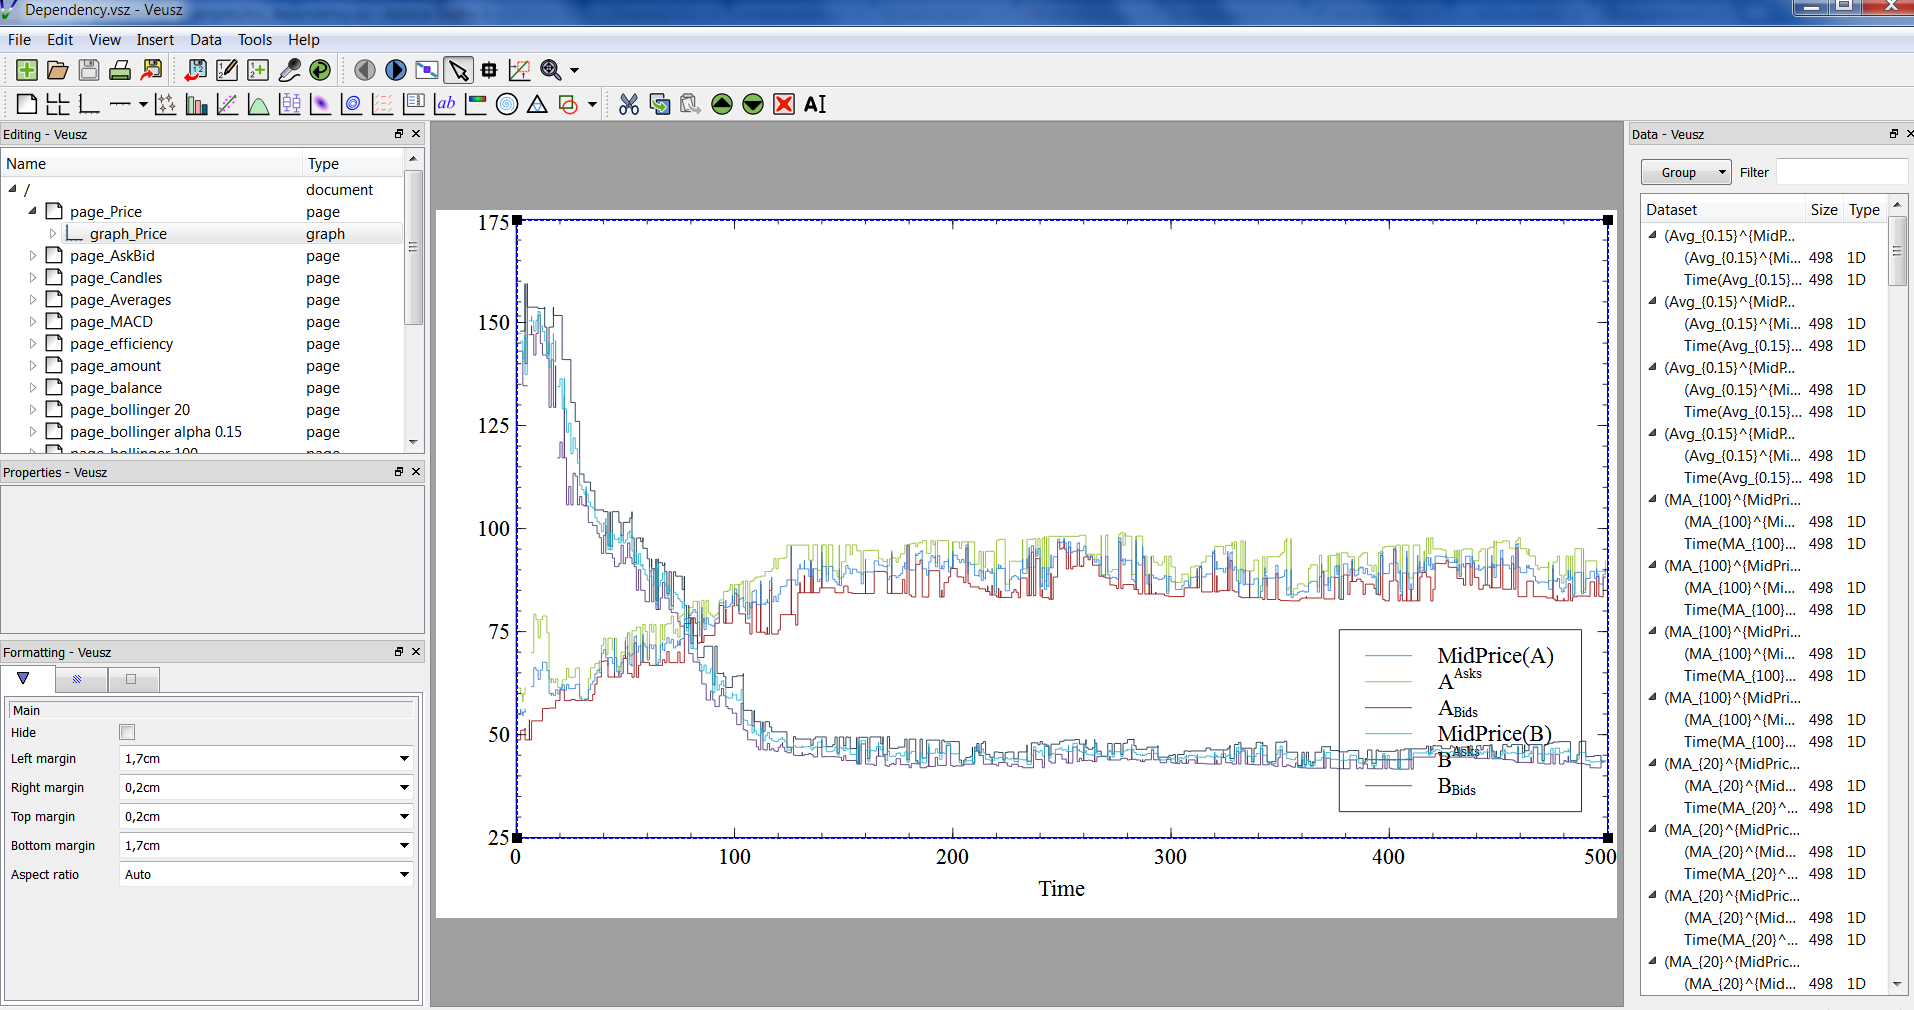 Dependency.vsz - Veusz
File Edit View Insert Data Tools Help
Editing - Veusz
Name Type
/ document
page_Price page
graph_Price graph
page_AskBid page
page_Candles page
page_Averages page
page_MACD page
page_efficiency page
page_amount page
page_balance page
page_bollinger 20 page
page_bollinger alpha 0.15 page
page_bollinger 100 page
Properties - Veusz
Formatting - Veusz
Main
Hide
Left margin 1,7cm
Right margin 0,2cm
Top margin 0,2cm
Bottom margin 1,7cm
Aspect ratio Auto
175
150
125
100
75
50
25
0 100 200 300 400 500
Time
MidPrice(A)
A^Asks
A_Bids
MidPrice(B)
B^Asks
B_Bids
Data - Veusz
Group Filter
Dataset Size Type
(Avg_{0.15}^{MidP...
(Avg_{0.15}^{Mi... 498 1D
Time(Avg_{0.15}... 498 1D
(Avg_{0.15}^{MidP...
(Avg_{0.15}^{Mi... 498 1D
Time(Avg_{0.15}... 498 1D
(Avg_{0.15}^{MidP...
(Avg_{0.15}^{Mi... 498 1D
Time(Avg_{0.15}... 498 1D
(Avg_{0.15}^{MidP...
(Avg_{0.15}^{Mi... 498 1D
Time(Avg_{0.15}... 498 1D
(MA_{100}^{MidPri...
(MA_{100}^{Mi... 498 1D
Time(MA_{100}... 498 1D
(MA_{100}^{MidPri...
(MA_{100}^{Mi... 498 1D
Time(MA_{100}... 498 1D
(MA_{100}^{MidPri...
(MA_{100}^{Mi... 498 1D
Time(MA_{100}... 498 1D
(MA_{100}^{MidPri...
(MA_{100}^{Mi... 498 1D
Time(MA_{100}... 498 1D
(MA_{20}^{MidPric...
(MA_{20}^{Mid... 498 1D
Time(MA_{20}^... 498 1D
(MA_{20}^{MidPric...
(MA_{20}^{Mid... 498 1D
Time(MA_{20}^... 498 1D
(MA_{20}^{MidPric...
(MA_{20}^{Mid... 498 1D
Time(MA_{20}^... 498 1D
(MA_{20}^{MidPric...
(MA_{20}^{Mid... 498 1D